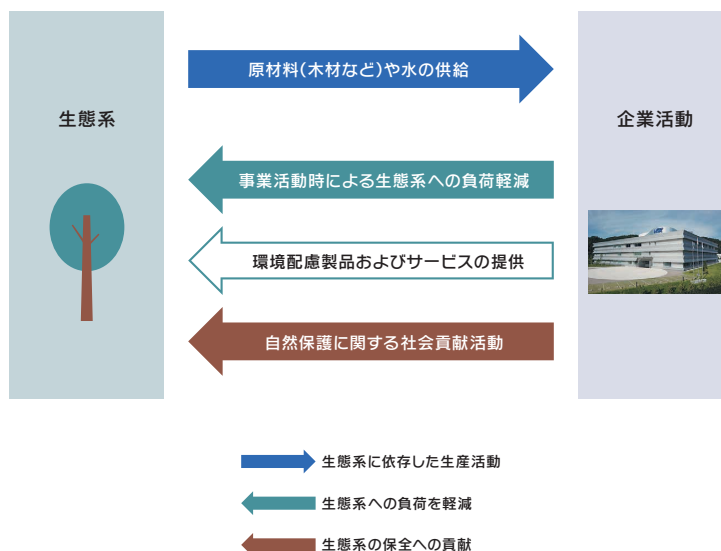 生態系
企業活動
原材料(木材など)や水の供給
事業活動時による生態系への負荷軽減
環境配慮製品およびサービスの提供
自然保護に関する社会貢献活動
生態系に依存した生産活動
生態系への負荷を軽減
生態系の保全への貢献